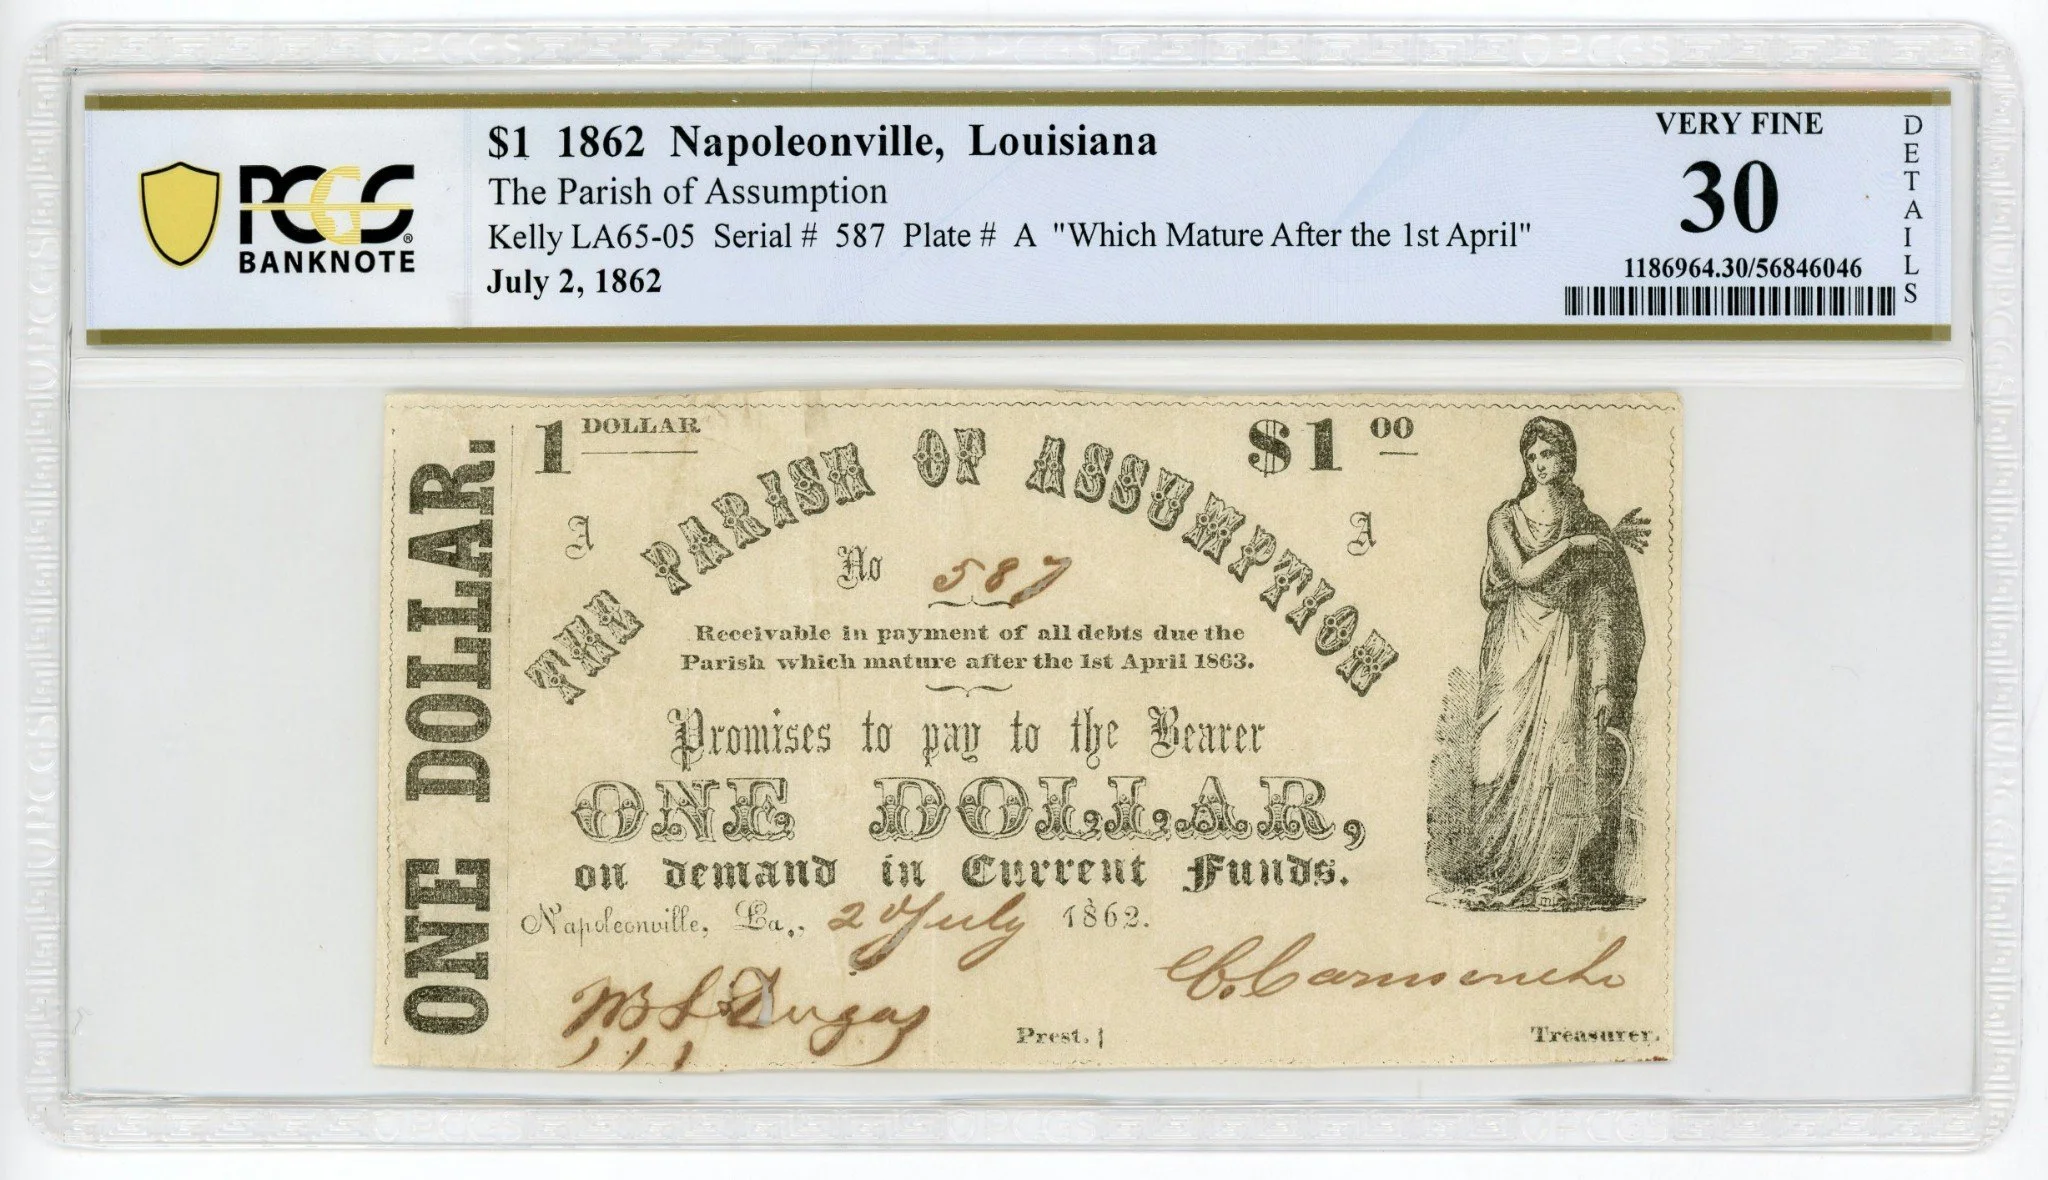 PCGS
BANKNOTE
$1 1862 Napoleonville, Louisiana
The Parish of Assumption
Kelly LA65-05 Serial # 587 Plate # A "Which Mature After the 1st April"
July 2, 1862
VERY FINE
30
1186964.30/56846046
DETAILS
ONE DOLLAR.
1 DOLLAR
$1 00
THE PARISH OF ASSUMPTION
A
A
No 587
Receivable in payment of all debts due the
Parish which mature after the 1st April 1863.
Promises to pay to the Bearer
ONE DOLLAR,
on demand in Current Funds.
Napoleonville, La., 2d July 1862.
Prest.
Treasurer.